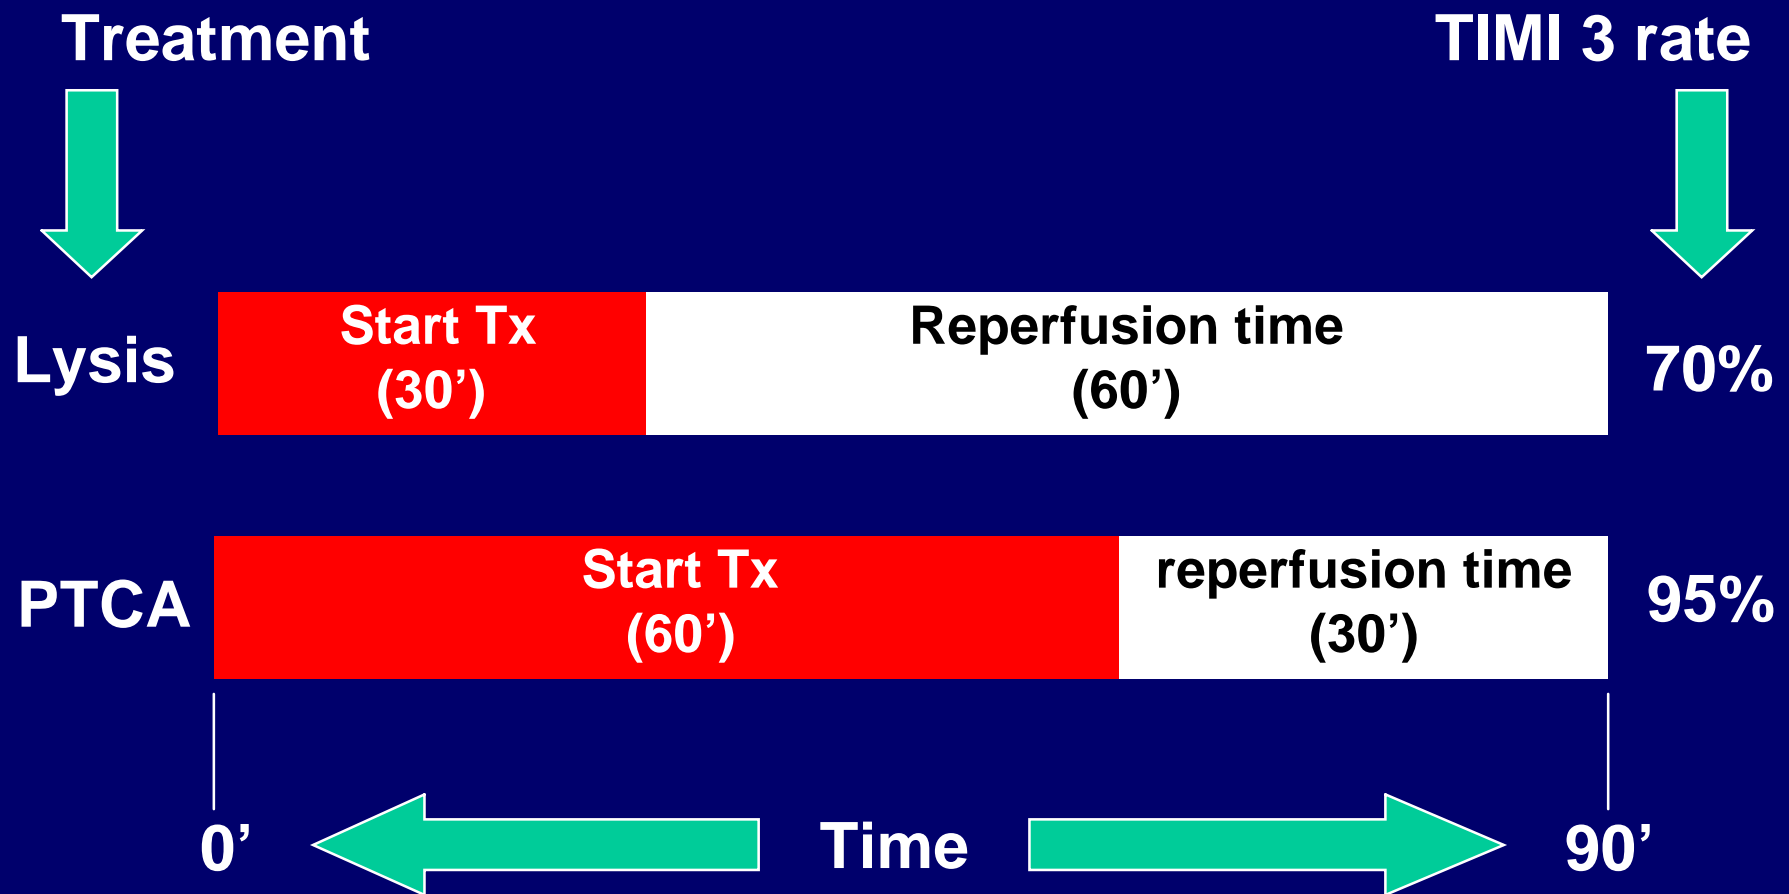 Treatment
TIMI 3 rate
Lysis
Start Tx
(30’)
Reperfusion time
(60’)
70%
PTCA
Start Tx
(60’)
reperfusion time
(30’)
95%
0’
Time
90’